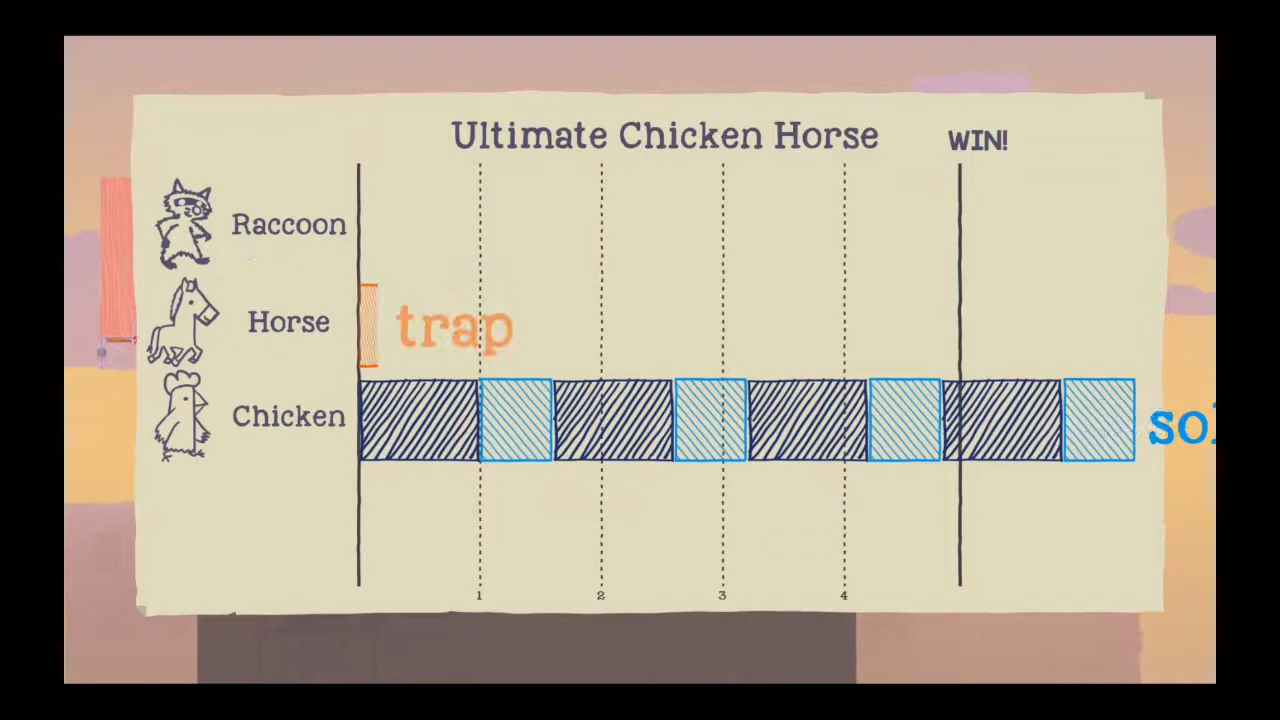 Ultimate Chicken Horse
WIN!
Raccoon
Horse
trap
Chicken
1
2
3
4